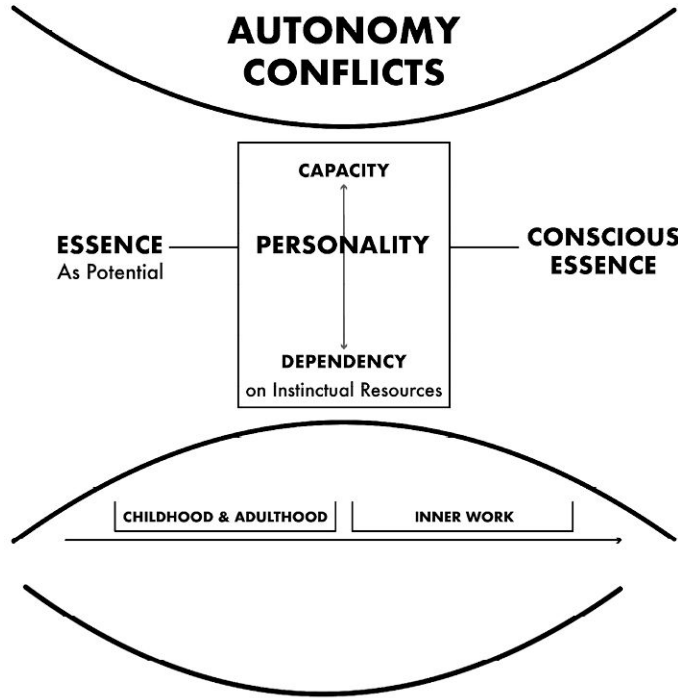 AUTONOMY
CONFLICTS
CAPACITY
ESSENCE
As Potential
PERSONALITY
CONSCIOUS
ESSENCE
DEPENDENCY
on Instinctual Resources
CHILDHOOD & ADULTHOOD
INNER WORK